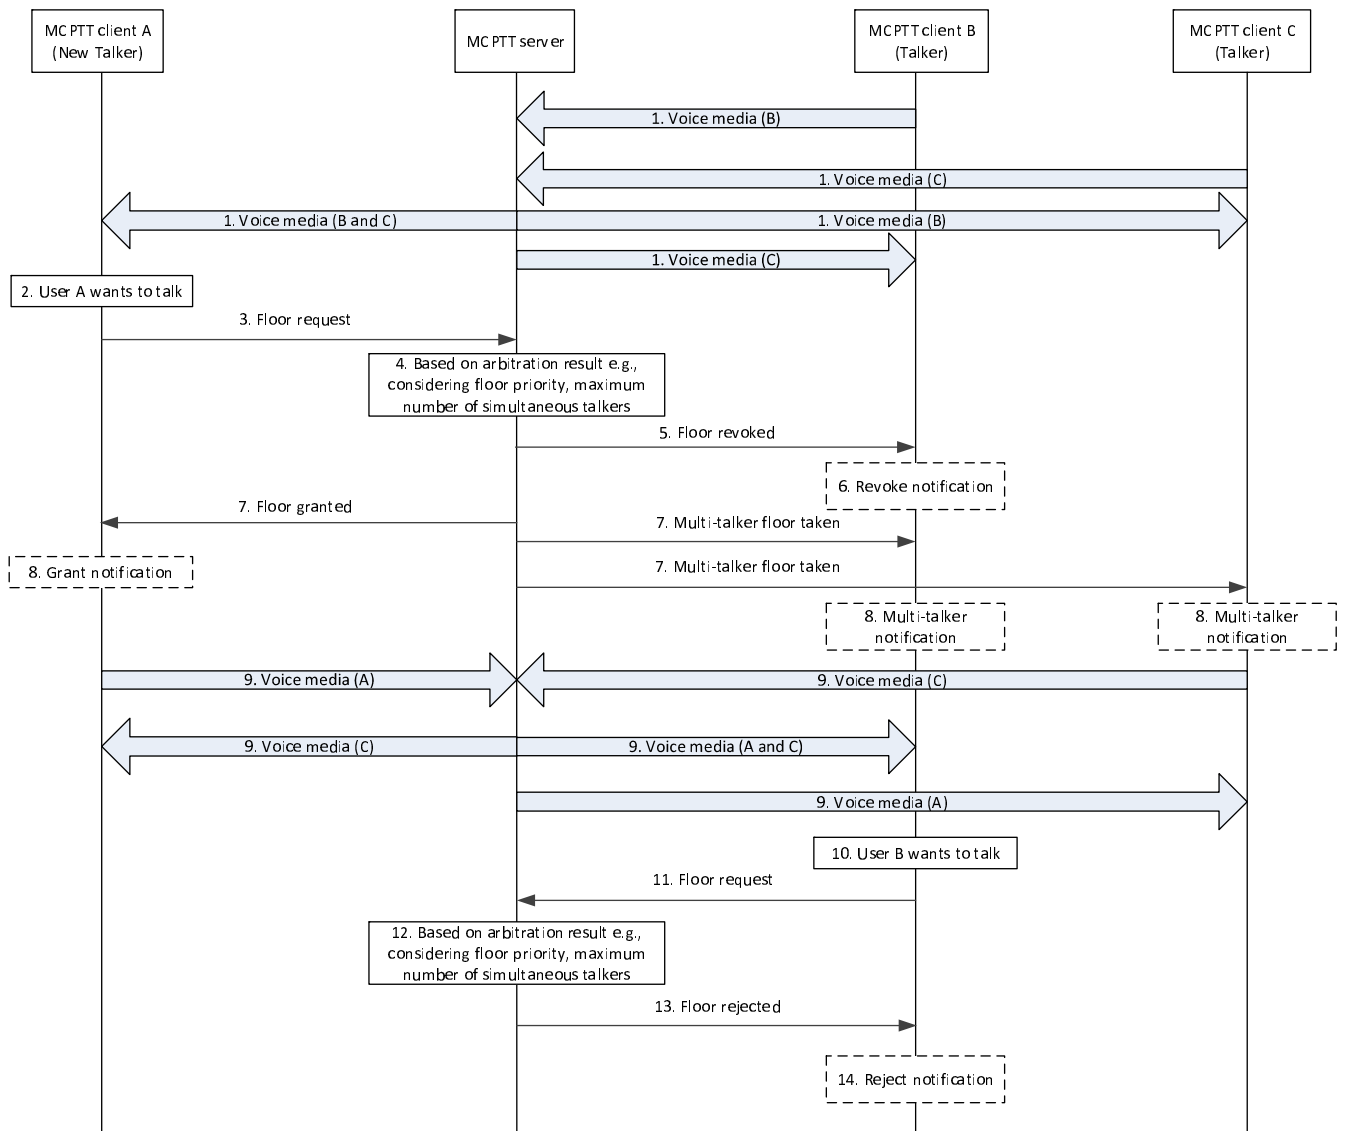 MCPTT client A
(New Talker)
MCPTT server
MCPTT client B
(Talker)
MCPTT client C
(Talker)
1. Voice media (B)
1. Voice media (C)
1. Voice media (B and C)
1. Voice media (B)
1. Voice media (C)
2. User A wants to talk
3. Floor request
4. Based on arbitration result e.g.,
considering floor priority, maximum
number of simultaneous talkers
5. Floor revoked
6. Revoke notification
7. Floor granted
7. Multi-talker floor taken
8. Grant notification
7. Multi-talker floor taken
8. Multi-talker
notification
8. Multi-talker
notification
9. Voice media (A)
9. Voice media (C)
9. Voice media (C)
9. Voice media (A and C)
9. Voice media (A)
10. User B wants to talk
11. Floor request
12. Based on arbitration result e.g.,
considering floor priority, maximum
number of simultaneous talkers
13. Floor rejected
14. Reject notification